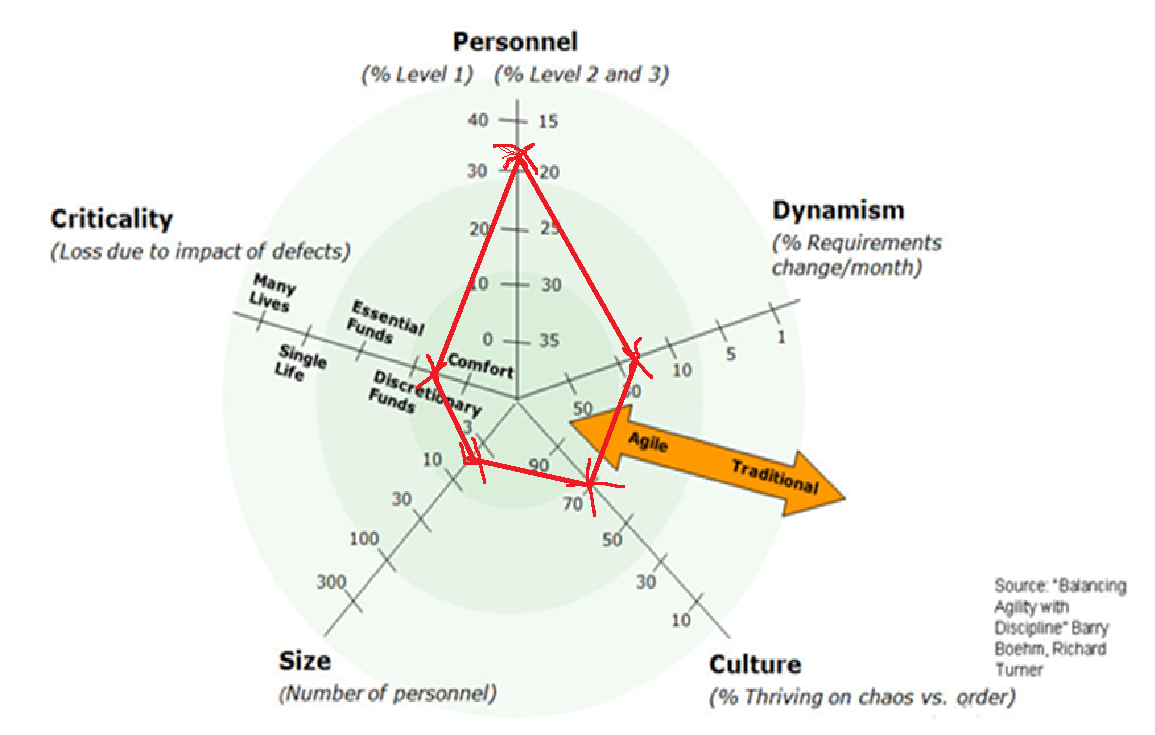 Personnel
(% Level 1) (% Level 2 and 3)
40 15
30 20
20 25
10 30
0 35
Criticality
(Loss due to impact of defects)
Many
Lives
Single
Life
Essential
Funds
Discretionary
Funds
Comfort
Dynamism
(% Requirements
change/month)
1
5
10
30
50
Agile
Traditional
3
10
30
100
300
Size
(Number of personnel)
90
70
50
30
10
Culture
(% Thriving on chaos vs. order)
Source: "Balancing
Agility with
Discipline" Barry
Boehm, Richard
Turner